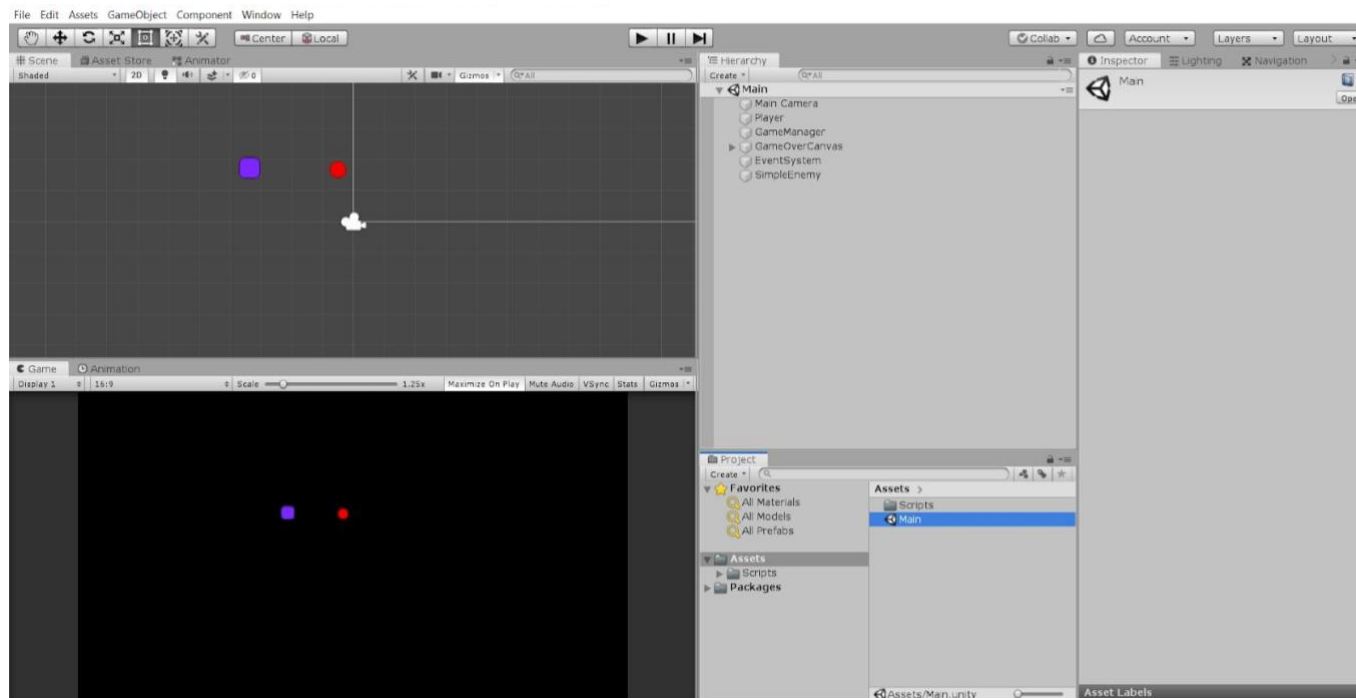 File Edit Assets GameObject Component Window Help
Center Local Collab Account Layers Layout
Scene Asset Store Animator
Shaded 2D 0 Gizmos All
Hierarchy
Create All
Main
Main Camera
Player
GameManager
GameOverCanvas
EventSystem
SimpleEnemy
Inspector Lighting Navigation
Main
Ope
Game Animation
Display 1 16:9 Scale 1.25x Maximize On Play Mute Audio VSync Stats Gizmos
Project
Create
Favorites
All Materials
All Models
All Prefabs
Assets
Scripts
Packages
Assets
Scripts
Main
Assets/Main.unity
Asset Labels